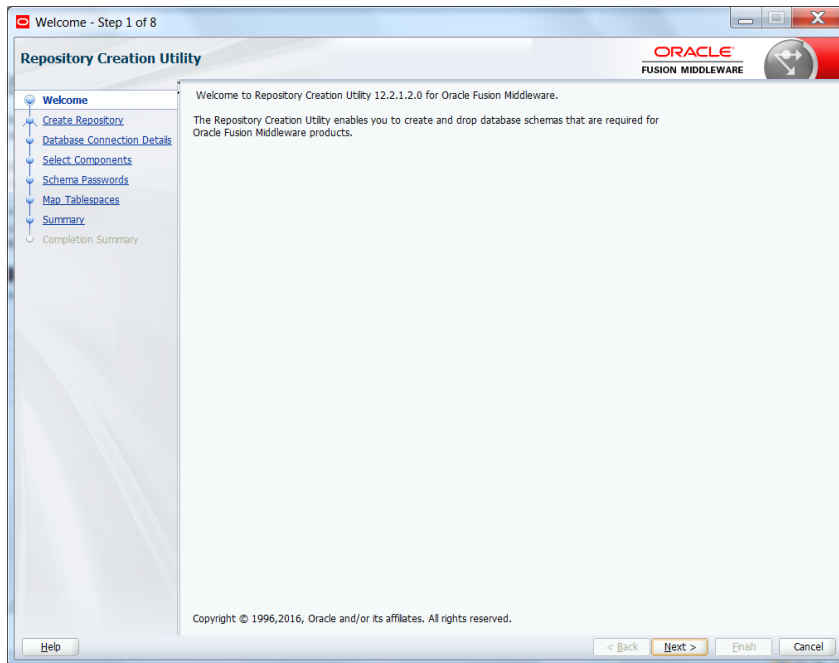 Welcome - Step 1 of 8
Repository Creation Utility
ORACLE
FUSION MIDDLEWARE
Welcome
Create Repository
Database Connection Details
Select Components
Schema Passwords
Map Tablespaces
Summary
Completion Summary
Welcome to Repository Creation Utility 12.2.1.2.0 for Oracle Fusion Middleware.
The Repository Creation Utility enables you to create and drop database schemas that are required for
Oracle Fusion Middleware products.
Copyright © 1996,2016, Oracle and/or its affiliates. All rights reserved.
Help
< Back
Next >
Finish
Cancel